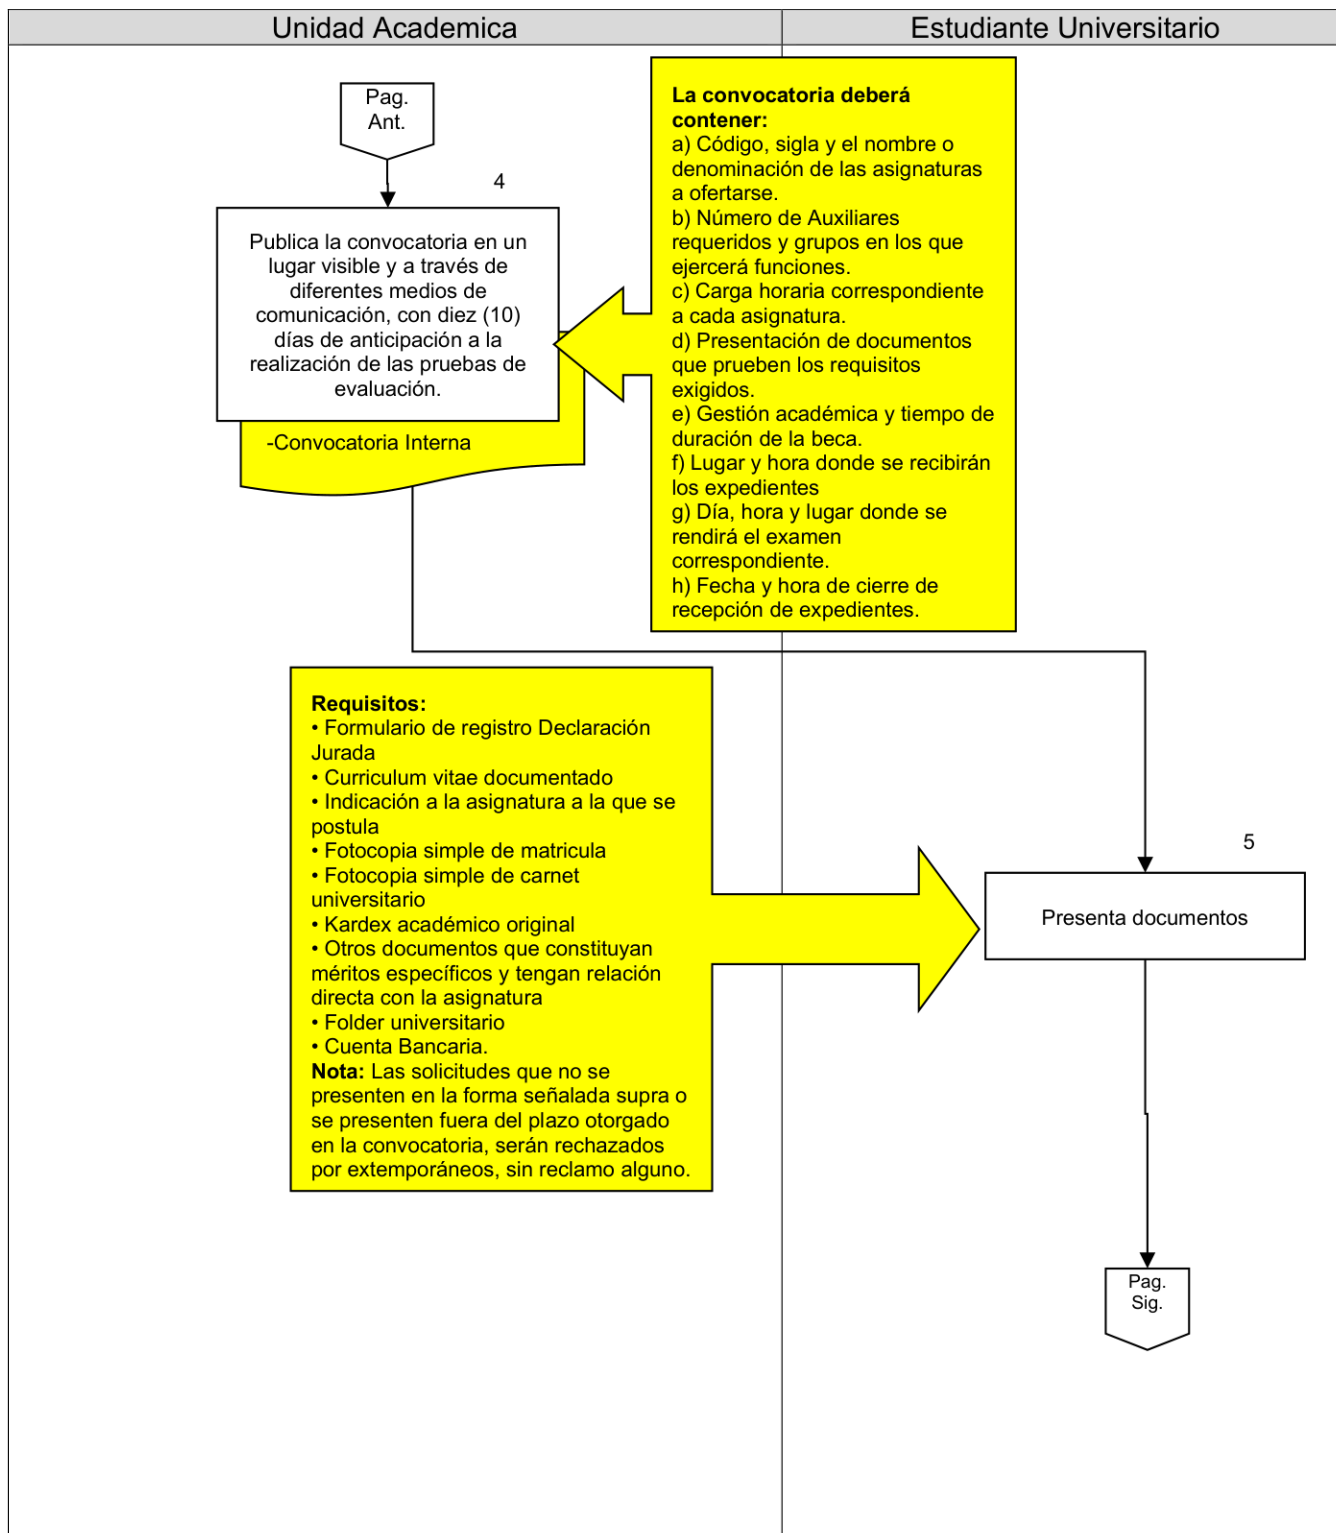 Unidad Academica
Estudiante Universitario
Pag.
Ant.
4
Publica la convocatoria en un
lugar visible y a través de
diferentes medios de
comunicación, con diez (10)
días de anticipación a la
realización de las pruebas de
evaluación.
-Convocatoria Interna
La convocatoria deberá
contener:
a) Código, sigla y el nombre o
denominación de las asignaturas
a ofertarse.
b) Número de Auxiliares
requeridos y grupos en los que
ejercerá funciones.
c) Carga horaria correspondiente
a cada asignatura.
d) Presentación de documentos
que prueben los requisitos
exigidos.
e) Gestión académica y tiempo de
duración de la beca.
f) Lugar y hora donde se recibirán
los expedientes
g) Día, hora y lugar donde se
rendirá el examen
correspondiente.
h) Fecha y hora de cierre de
recepción de expedientes.
Requisitos:
• Formulario de registro Declaración
Jurada
• Curriculum vitae documentado
• Indicación a la asignatura a la que se
postula
• Fotocopia simple de matricula
• Fotocopia simple de carnet
universitario
• Kardex académico original
• Otros documentos que constituyan
méritos específicos y tengan relación
directa con la asignatura
• Folder universitario
• Cuenta Bancaria.
Nota: Las solicitudes que no se
presenten en la forma señalada supra o
se presenten fuera del plazo otorgado
en la convocatoria, serán rechazados
por extemporáneos, sin reclamo alguno.
5
Presenta documentos
Pag.
Sig.